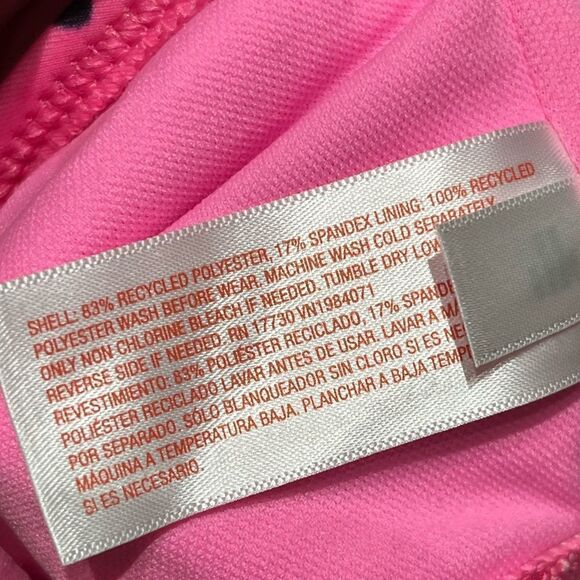 SHELL: 83% RECYCLED POLYESTER, 17% SPANDEX LINING: 100% RECYCLED
POLYESTER WASH BEFORE WEAR. MACHINE WASH COLD SEPARATELY
ONLY NON CHLORINE BLEACH IF NEEDED. TUMBLE DRY LOW
REVERSE SIDE IF NEEDED. RN 17730 VN1984071
REVESTIMIENTO: 83% POLIÉSTER RECICLADO, 17% SPANDE
POLIÉSTER RECICLADO LAVAR ANTES DE USAR. LAVAR A MÁ
POR SEPARADO. SÓLO BLANQUEADOR SIN CLORO SI ES NE
MÁQUINA A TEMPERATURA BAJA. PLANCHAR A BAJA TEMP
SI ES NECESARIO.